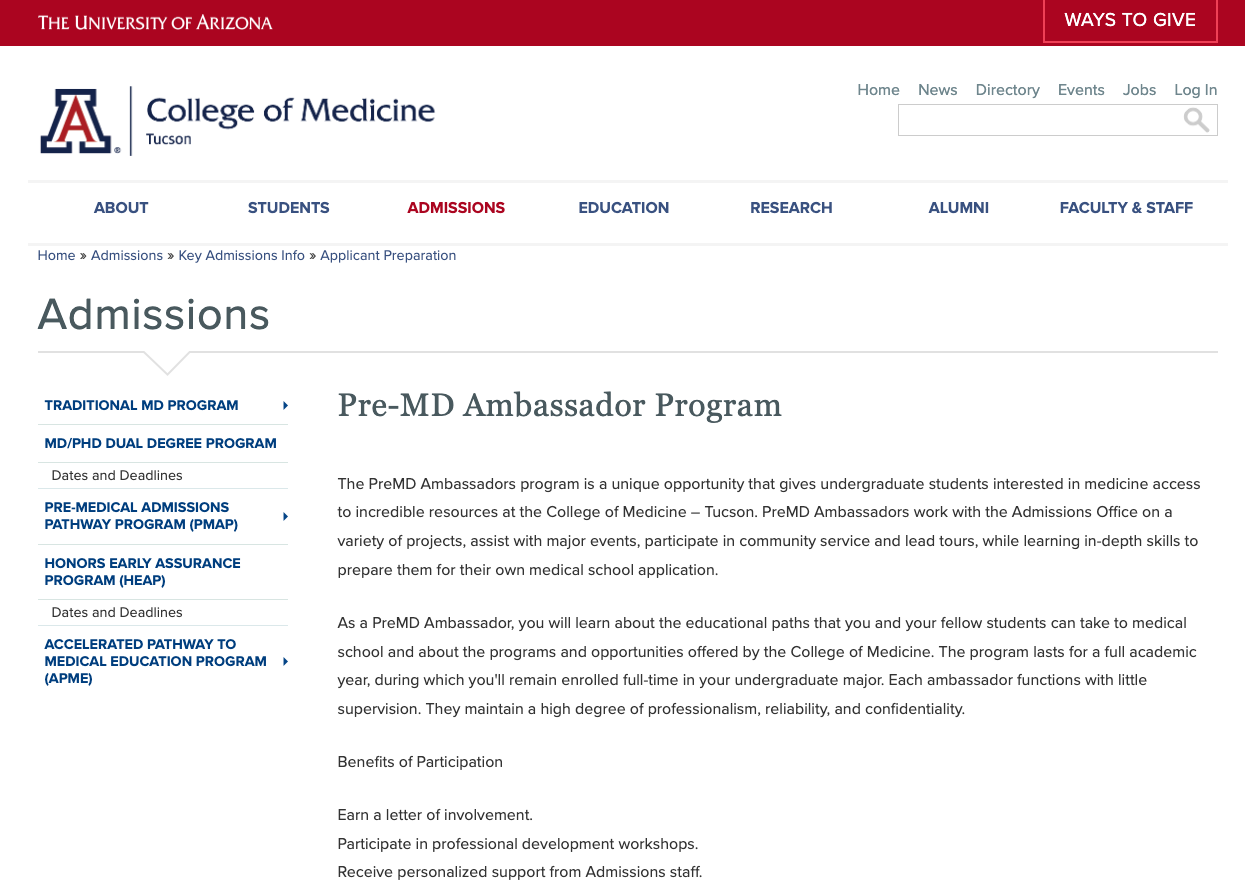 THE UNIVERSITY OF ARIZONA
WAYS TO GIVE
Home News Directory Events Jobs Log In
A®
College of Medicine
Tucson
ABOUT STUDENTS ADMISSIONS EDUCATION RESEARCH ALUMNI FACULTY & STAFF
Home » Admissions » Key Admissions Info » Applicant Preparation
Admissions
TRADITIONAL MD PROGRAM
MD/PHD DUAL DEGREE PROGRAM
Dates and Deadlines
PRE-MEDICAL ADMISSIONS
PATHWAY PROGRAM (PMAP)
HONORS EARLY ASSURANCE
PROGRAM (HEAP)
Dates and Deadlines
ACCELERATED PATHWAY TO
MEDICAL EDUCATION PROGRAM
(APME)
Pre-MD Ambassador Program
The PreMD Ambassadors program is a unique opportunity that gives undergraduate students interested in medicine access
to incredible resources at the College of Medicine – Tucson. PreMD Ambassadors work with the Admissions Office on a
variety of projects, assist with major events, participate in community service and lead tours, while learning in-depth skills to
prepare them for their own medical school application.
As a PreMD Ambassador, you will learn about the educational paths that you and your fellow students can take to medical
school and about the programs and opportunities offered by the College of Medicine. The program lasts for a full academic
year, during which you'll remain enrolled full-time in your undergraduate major. Each ambassador functions with little
supervision. They maintain a high degree of professionalism, reliability, and confidentiality.
Benefits of Participation
Earn a letter of involvement.
Participate in professional development workshops.
Receive personalized support from Admissions staff.